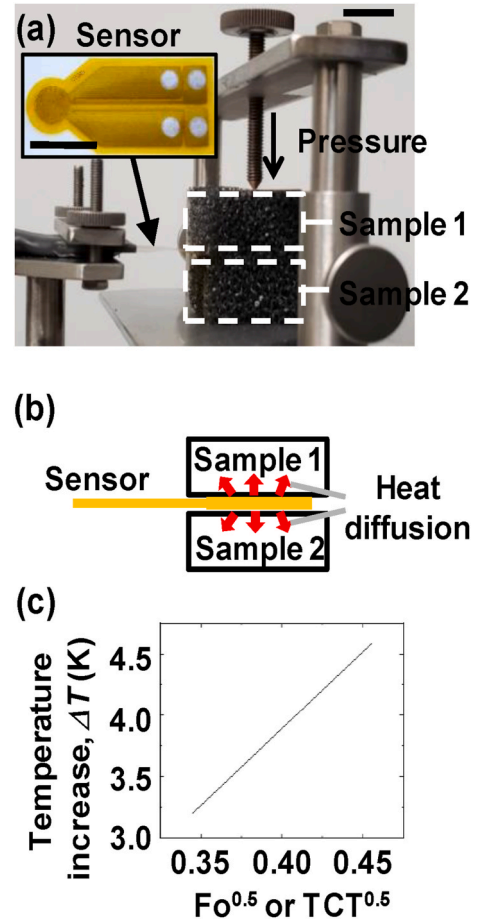 (a)
Sensor
Pressure
Sample 1
Sample 2
(b)
Sample 1
Sensor
Heat
diffusion
Sample 2
(c)
Temperature
increase, ΔT (K)
4.5
4.0
3.5
3.0
0.35 0.40 0.45
Fo^0.5 or TCT^0.5